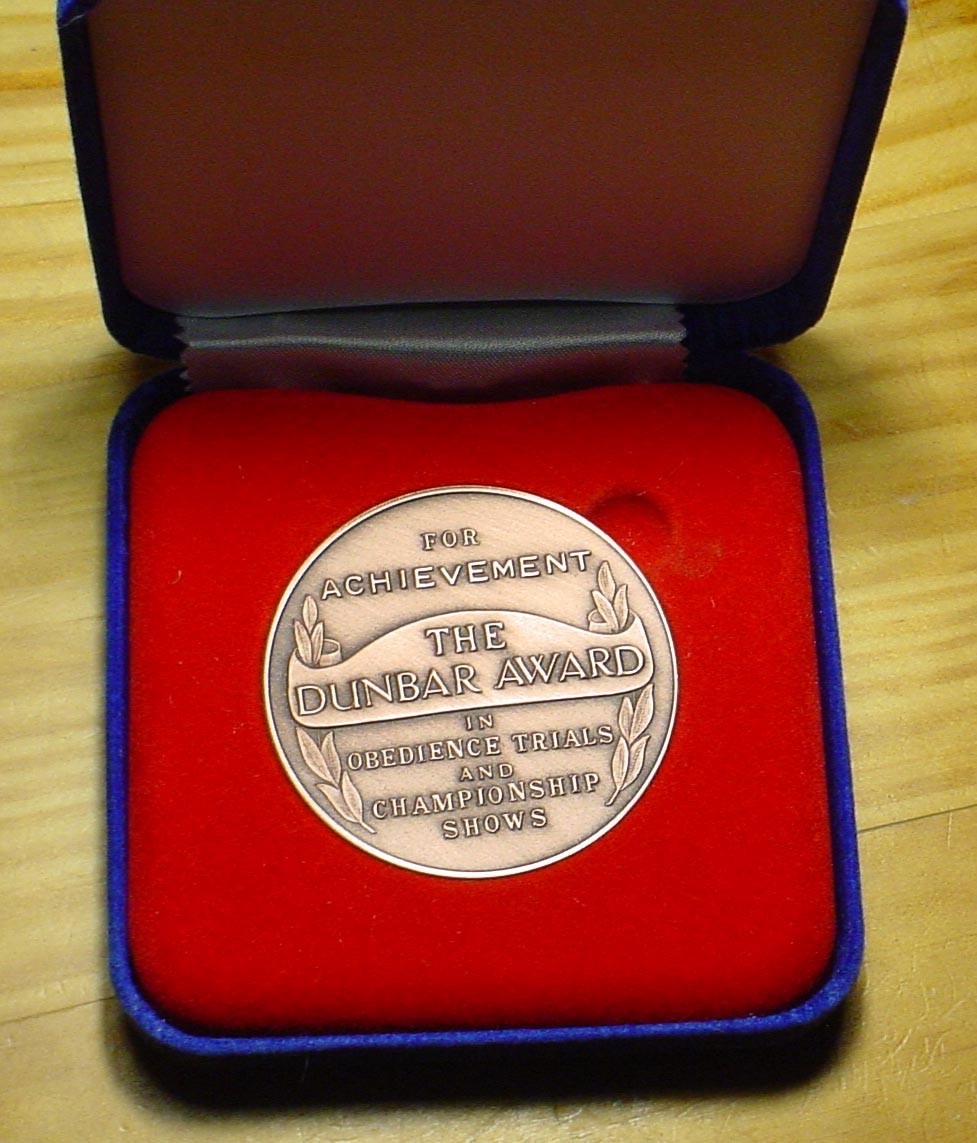 FOR
ACHIEVEMENT
THE
DUNBAR AWARD
IN
OBEDIENCE TRIALS
AND
CHAMPIONSHIP
SHOWS